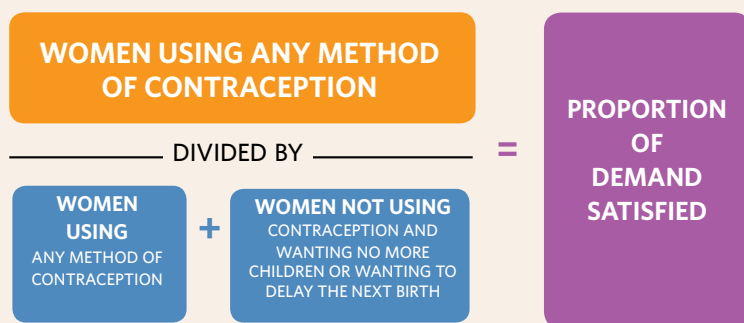 WOMEN USING ANY METHOD
OF CONTRACEPTION
DIVIDED BY
WOMEN
USING
ANY METHOD OF
CONTRACEPTION
+
WOMEN NOT USING
CONTRACEPTION AND
WANTING NO MORE
CHILDREN OR WANTING TO
DELAY THE NEXT BIRTH
=
PROPORTION
OF
DEMAND
SATISFIED